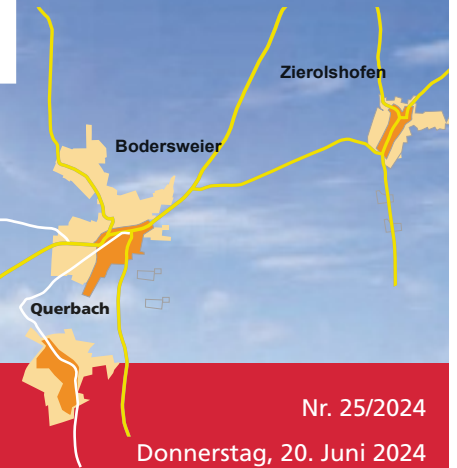 Zierolshofen
Bodersweier
Querbach
Nr. 25/2024
Donnerstag, 20. Juni 2024